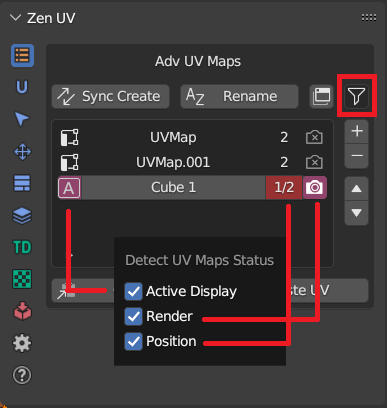 Zen UV
Adv UV Maps
Sync Create
AZ Rename
UVMap 2
UVMap.001 2
A Cube 1 1/2
Detect UV Maps Status
Active Display
Render
Position
UV
TD